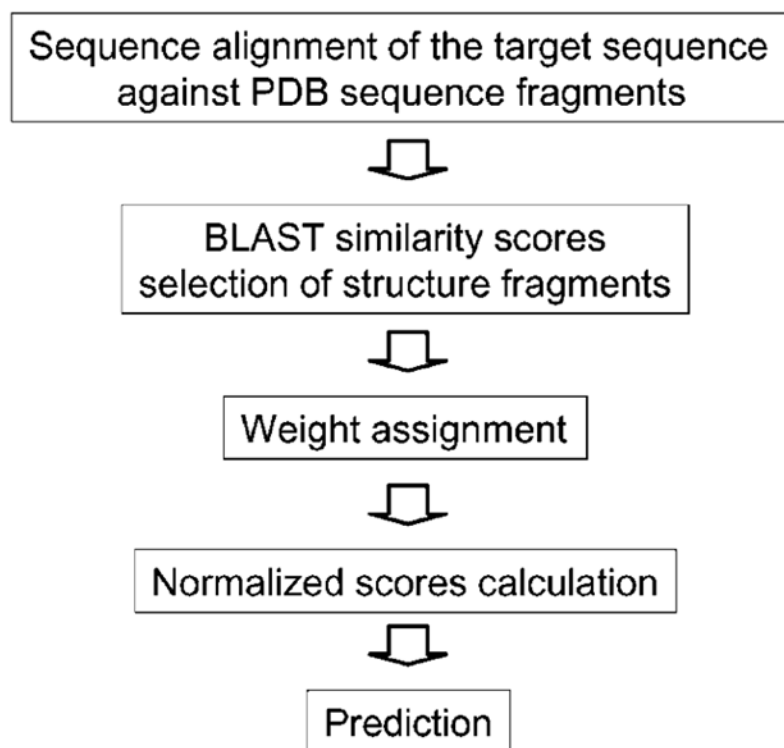 Sequence alignment of the target sequence
against PDB sequence fragments
BLAST similarity scores
selection of structure fragments
Weight assignment
Normalized scores calculation
Prediction